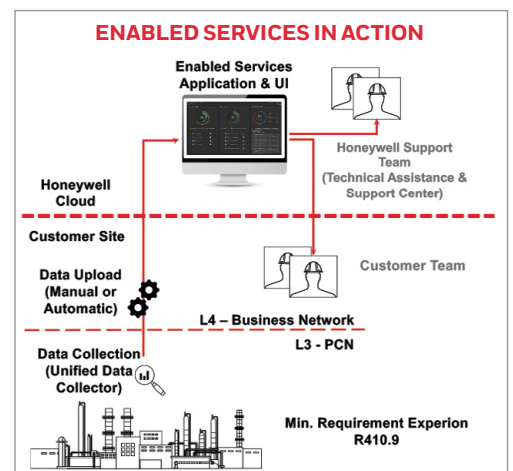 ENABLED SERVICES IN ACTION
Enabled Services
Application & UI
Honeywell Support
Team
(Technical Assistance &
Support Center)
Honeywell
Cloud
Customer Site
Customer Team
Data Upload
(Manual or
Automatic)
L4 – Business Network
L3 - PCN
Data Collection
(Unified Data
Collector)
Min. Requirement Experion
R410.9